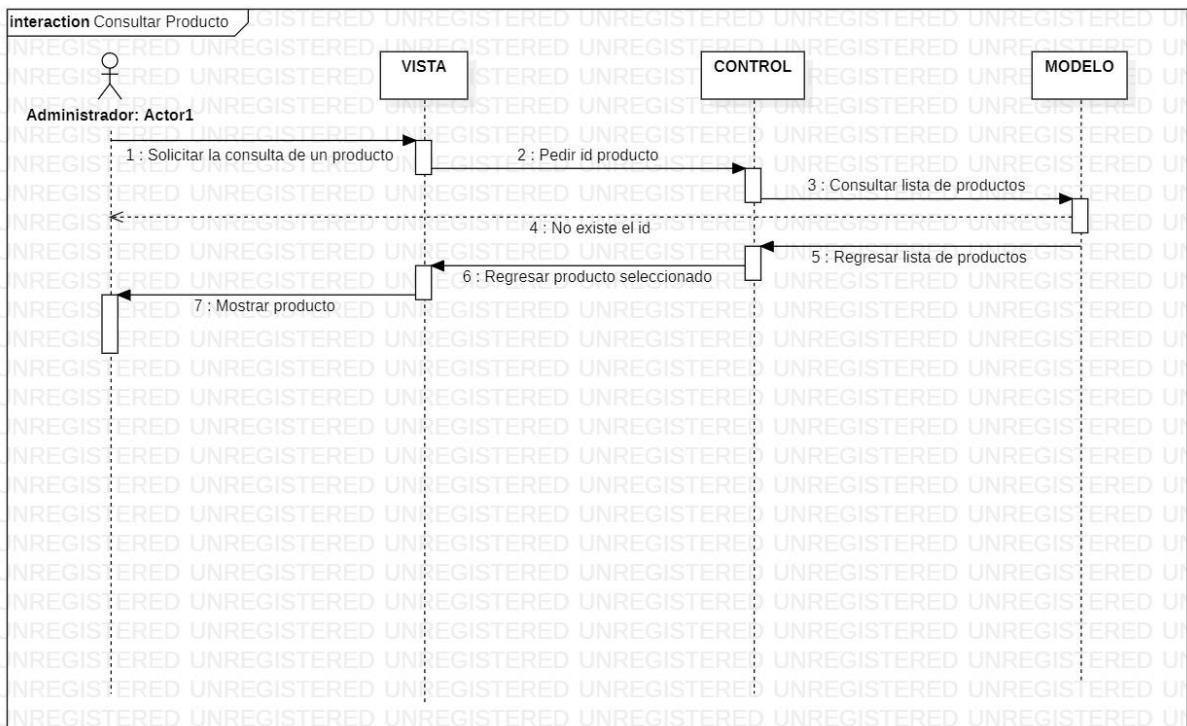 interaction Consultar Producto
VISTA
CONTROL
MODELO
Administrador: Actor1
1 : Solicitar la consulta de un producto
2 : Pedir id producto
3 : Consultar lista de productos
4 : No existe el id
5 : Regresar lista de productos
6 : Regresar producto seleccionado
7 : Mostrar producto
UNREGISTERED